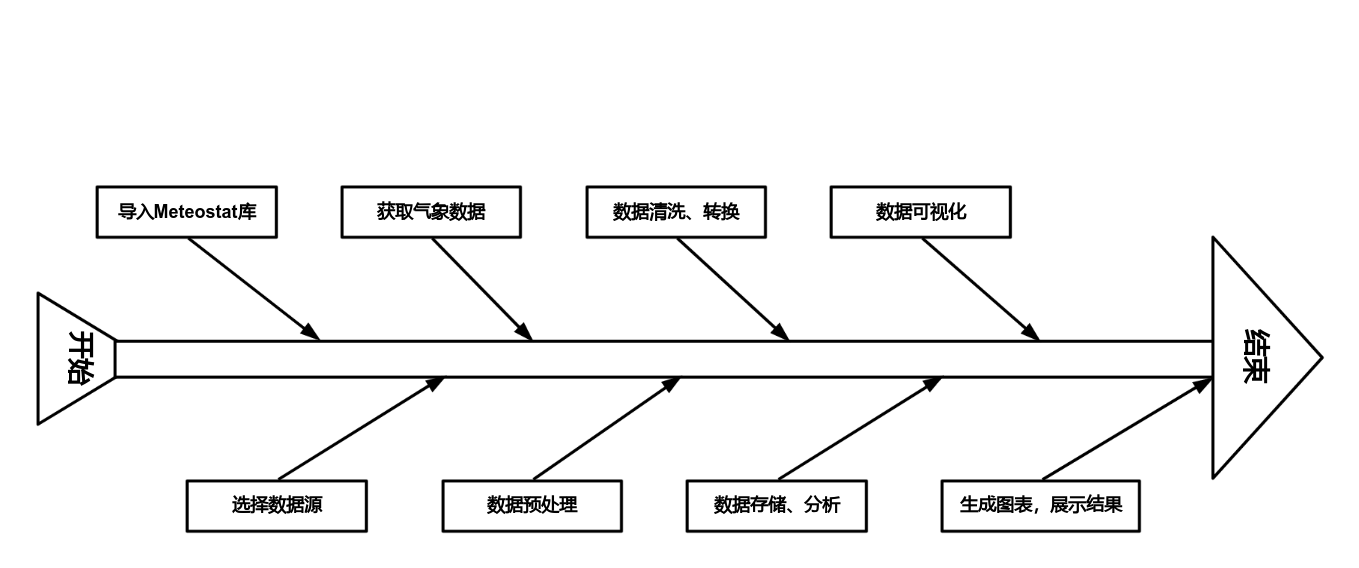 导入Meteostat库
获取气象数据
数据清洗、转换
数据可视化
开始
结束
选择数据源
数据预处理
数据存储、分析
生成图表，展示结果